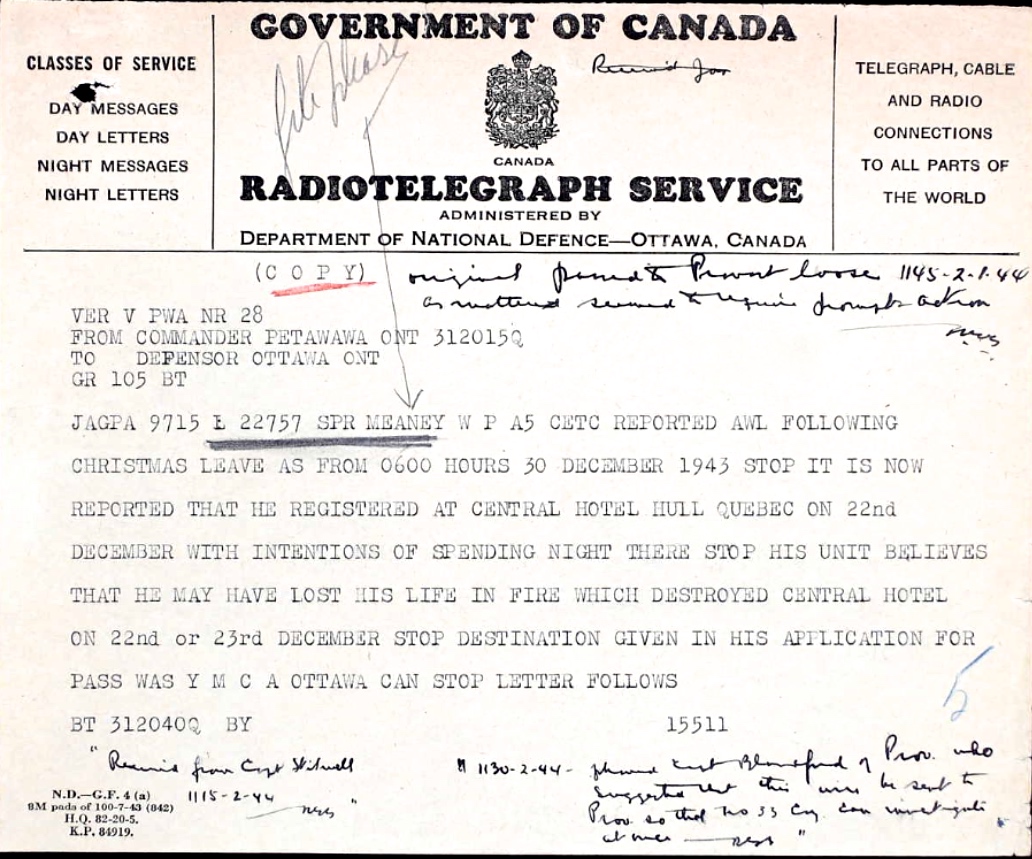 GOVERNMENT OF CANADA
CLASSES OF SERVICE
DAY MESSAGES
DAY LETTERS
NIGHT MESSAGES
NIGHT LETTERS
file please
Received Jan
TELEGRAPH, CABLE
AND RADIO
CONNECTIONS
TO ALL PARTS OF
THE WORLD
CANADA
RADIOTELEGRAPH SERVICE
ADMINISTERED BY
DEPARTMENT OF NATIONAL DEFENCE—OTTAWA, CANADA
(C O P Y)
original passed to Provost loose 1145-2-1-44
as matter seemed to require prompt action
VER V PWA NR 28
FROM COMMANDER PETAWAWA ONT 312015Q
TO DEFENSOR OTTAWA ONT
GR 105 BT
JAGPA 9715 L 22757 SPR MEANEY W P A5 CETC REPORTED AWL FOLLOWING
CHRISTMAS LEAVE AS FROM 0600 HOURS 30 DECEMBER 1943 STOP IT IS NOW
REPORTED THAT HE REGISTERED AT CENTRAL HOTEL HULL QUEBEC ON 22nd
DECEMBER WITH INTENTIONS OF SPENDING NIGHT THERE STOP HIS UNIT BELIEVES
THAT HE MAY HAVE LOST HIS LIFE IN FIRE WHICH DESTROYED CENTRAL HOTEL
ON 22nd or 23rd DECEMBER STOP DESTINATION GIVEN IN HIS APPLICATION FOR
PASS WAS Y M C A OTTAWA CAN STOP LETTER FOLLOWS
5
BT 312040Q BY 15511
"Received from Capt
1115-2-44 "
" 1130-2-44- phoned of Prov. who
suggested that this wire be sent to
Prov. so that No 33 Coy. can investigate
at once "
N.D.—G.F. 4 (a)
8M pads of 100-7-43 (842)
H.Q. 82-20-5.
K.P. 84919.